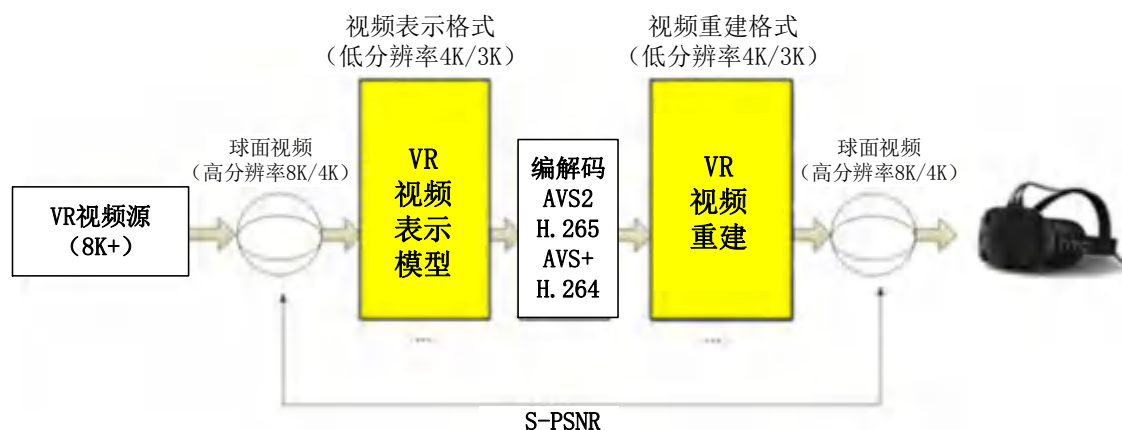 视频表示格式
（低分辨率4K/3K）
视频重建格式
（低分辨率4K/3K）
球面视频
（高分辨率8K/4K）
球面视频
（高分辨率8K/4K）
VR视频源
（8K+）
VR
视频
表示
模型
编解码
AVS2
H.265
AVS+
H.264
VR
视频
重建
...
...
S-PSNR